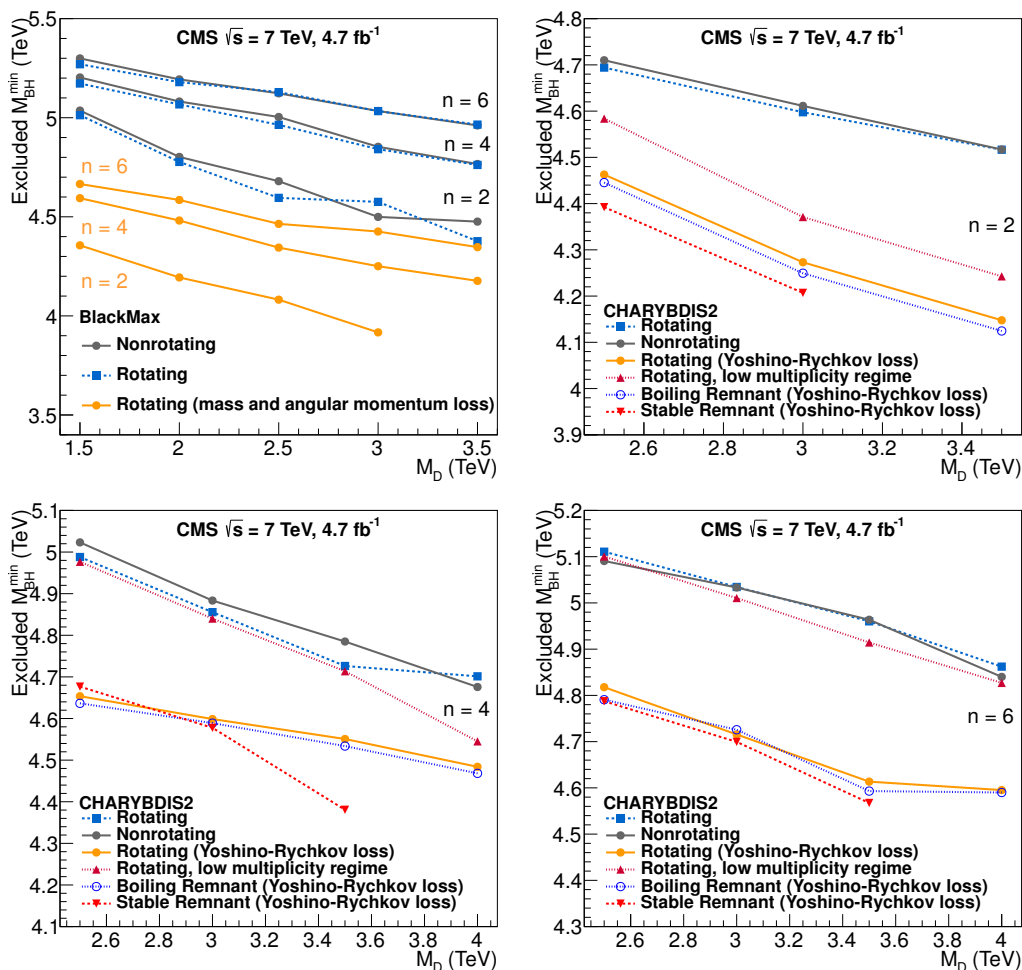 CMS √s = 7 TeV, 4.7 fb⁻¹
Excluded M_BH^min (TeV)
5.5
5
4.5
4
3.5
n = 6
n = 4
n = 2
n = 6
n = 4
n = 2
BlackMax
Nonrotating
Rotating
Rotating (mass and angular momentum loss)
1.5 2 2.5 3 3.5
M_D (TeV)
CMS √s = 7 TeV, 4.7 fb⁻¹
Excluded M_BH^min (TeV)
4.8
4.7
4.6
4.5
4.4
4.3
4.2
4.1
4
3.9
n = 2
CHARYBDIS2
Rotating
Nonrotating
Rotating (Yoshino-Rychkov loss)
Rotating, low multiplicity regime
Boiling Remnant (Yoshino-Rychkov loss)
Stable Remnant (Yoshino-Rychkov loss)
2.6 2.8 3 3.2 3.4
M_D (TeV)
CMS √s = 7 TeV, 4.7 fb⁻¹
Excluded M_BH^min (TeV)
5.1
5
4.9
4.8
4.7
4.6
4.5
4.4
4.3
4.2
4.1
n = 4
CHARYBDIS2
Rotating
Nonrotating
Rotating (Yoshino-Rychkov loss)
Rotating, low multiplicity regime
Boiling Remnant (Yoshino-Rychkov loss)
Stable Remnant (Yoshino-Rychkov loss)
2.6 2.8 3 3.2 3.4 3.6 3.8 4
M_D (TeV)
CMS √s = 7 TeV, 4.7 fb⁻¹
Excluded M_BH^min (TeV)
5.2
5.1
5
4.9
4.8
4.7
4.6
4.5
4.4
4.3
n = 6
CHARYBDIS2
Rotating
Nonrotating
Rotating (Yoshino-Rychkov loss)
Rotating, low multiplicity regime
Boiling Remnant (Yoshino-Rychkov loss)
Stable Remnant (Yoshino-Rychkov loss)
2.6 2.8 3 3.2 3.4 3.6 3.8 4
M_D (TeV)